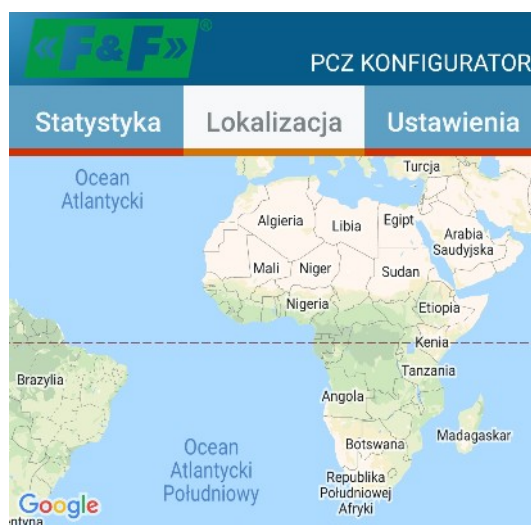 «F&F»®
PCZ KONFIGURATOR
Statystyka Lokalizacja Ustawienia
Ocean
Atlantycki
Turcja
Algieria
Libia
Egipt
Arabia
Saudyjska
Mali
Niger
Sudan
Nigeria
Etiopia
Kenia
Brazylia
Tanzania
Angola
Madagaskar
Botswana
Ocean
Atlantycki
Południowy
Republika
Południowej
Afryki
Google
entyna